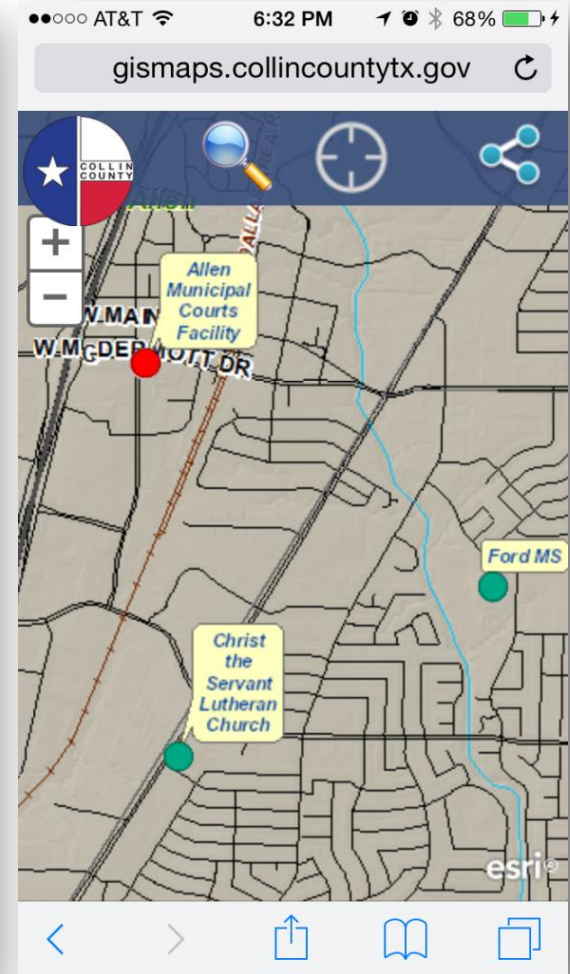 AT&T 6:32 PM 68%
gismaps.collincountytx.gov
COLLIN
COUNTY
Allen
Municipal
Courts
Facility
W MAIN
W MCDERMOTT DR
Ford MS
Christ
the
Servant
Lutheran
Church
esri